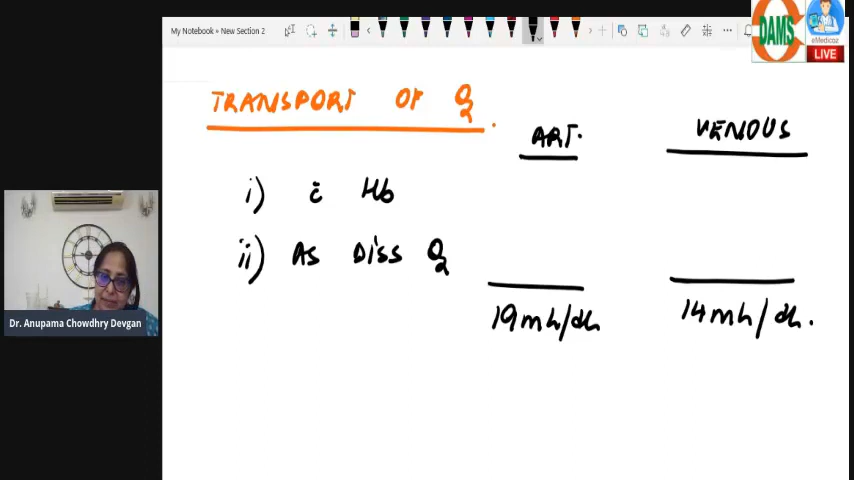 My Notebook » New Section 2
DAMS
eMedicoz
LIVE
TRANSPORT OF O2
ART.
VENOUS
i) c̄ Hb
ii) AS DISS O2
19mL/dL
14mL/dL.
Dr. Anupama Chowdhry Devgan